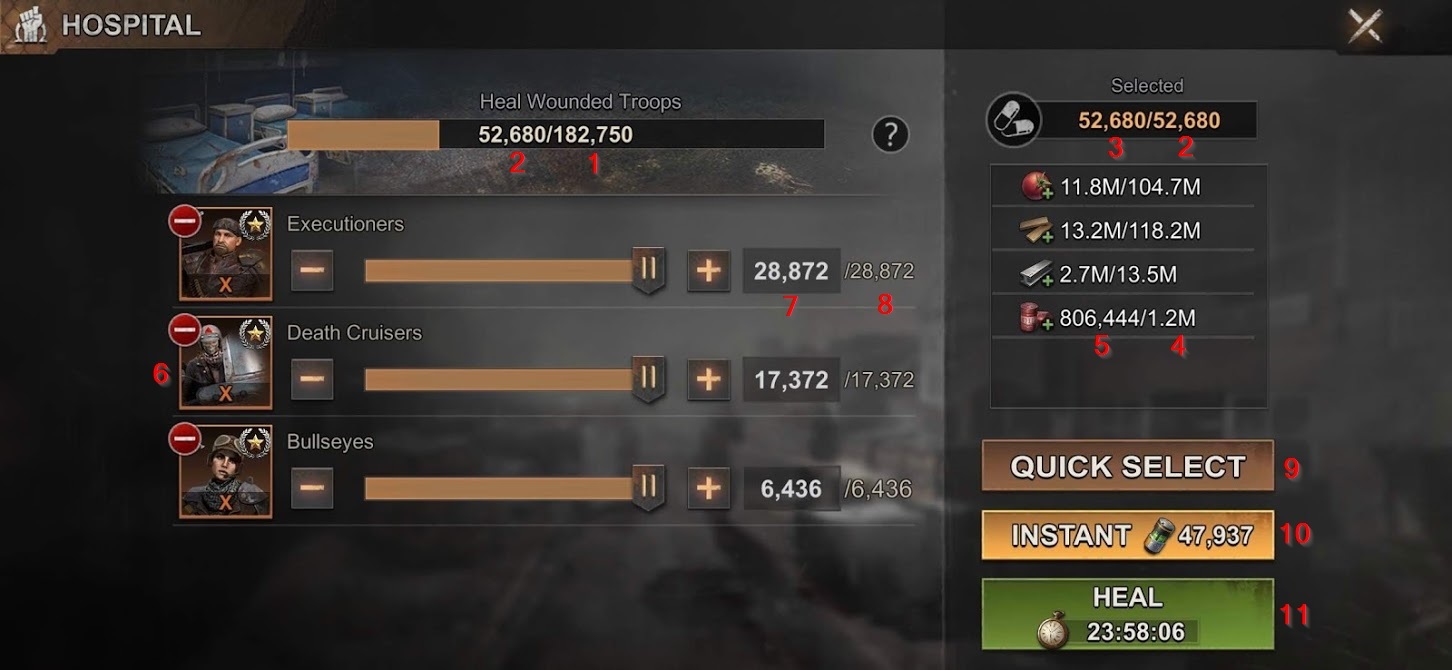 HOSPITAL
Heal Wounded Troops
52,680/182,750
2 1
?
Executioners
X
28,872 /28,872
7 8
Death Cruisers
6
X
17,372 /17,372
Bullseyes
X
6,436 /6,436
Selected
52,680/52,680
3 2
11.8M/104.7M
13.2M/118.2M
2.7M/13.5M
806,444/1.2M
5 4
QUICK SELECT 9
INSTANT 47,937 10
HEAL
23:58:06 11